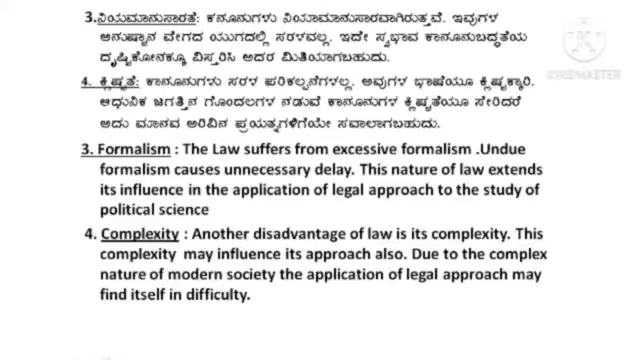 3.ನಿಯಮಾನುಸಾರತೆ: ಕನೂನುಗಳು ನಿಯಾಮಾನುಸಾರವಾಗಿರುತ್ತವೆ. ಇವುಗಳ
ಅನುಷ್ಠಾನ ವೇಗದ ಯುಗದಲ್ಲಿ ಸರಳವಲ್ಲ. ಇದೇ ಸ್ವಭಾವ ಕಾನೂನುಬದ್ಧತೆಯ
ದೃಷ್ಟಿಕೋನಕ್ಕೂ ವಿಸ್ತರಿಸಿ ಅದರ ಮಿತಿಯಾಗಬಹುದು.
4. ಕ್ಲಿಷ್ಟತೆ: ಕಾನೂನುಗಳು ಸರಳ ಪರಿಕಲ್ಪನೆಗಳಲ್ಲ. ಅವುಗಳ ಭಾಷೆಯೂ ಕ್ಲಿಷ್ಟಕ್ಕಾರಿ.
ಆಧುನಿಕ ಜಗತ್ತಿನ ಗೊಂದಲಗಳ ನಡುವೆ ಕಾನೂನುಗಳ ಕ್ಲಿಷ್ಟತೆಯೂ ಸೇರಿದರೆ
ಅದು ಮಾನವ ಅರಿವಿನ ಪ್ರಯತ್ನಗಳಿಗೆಯೇ ಸವಾಲಾಗಬಹುದು.
KINEMASTER
3. Formalism : The Law suffers from excessive formalism .Undue
formalism causes unnecessary delay. This nature of law extends
its influence in the application of legal approach to the study of
political science
4. Complexity : Another disadvantage of law is its complexity. This
complexity may influence its approach also. Due to the complex
nature of modern society the application of legal approach may
find itself in difficulty.